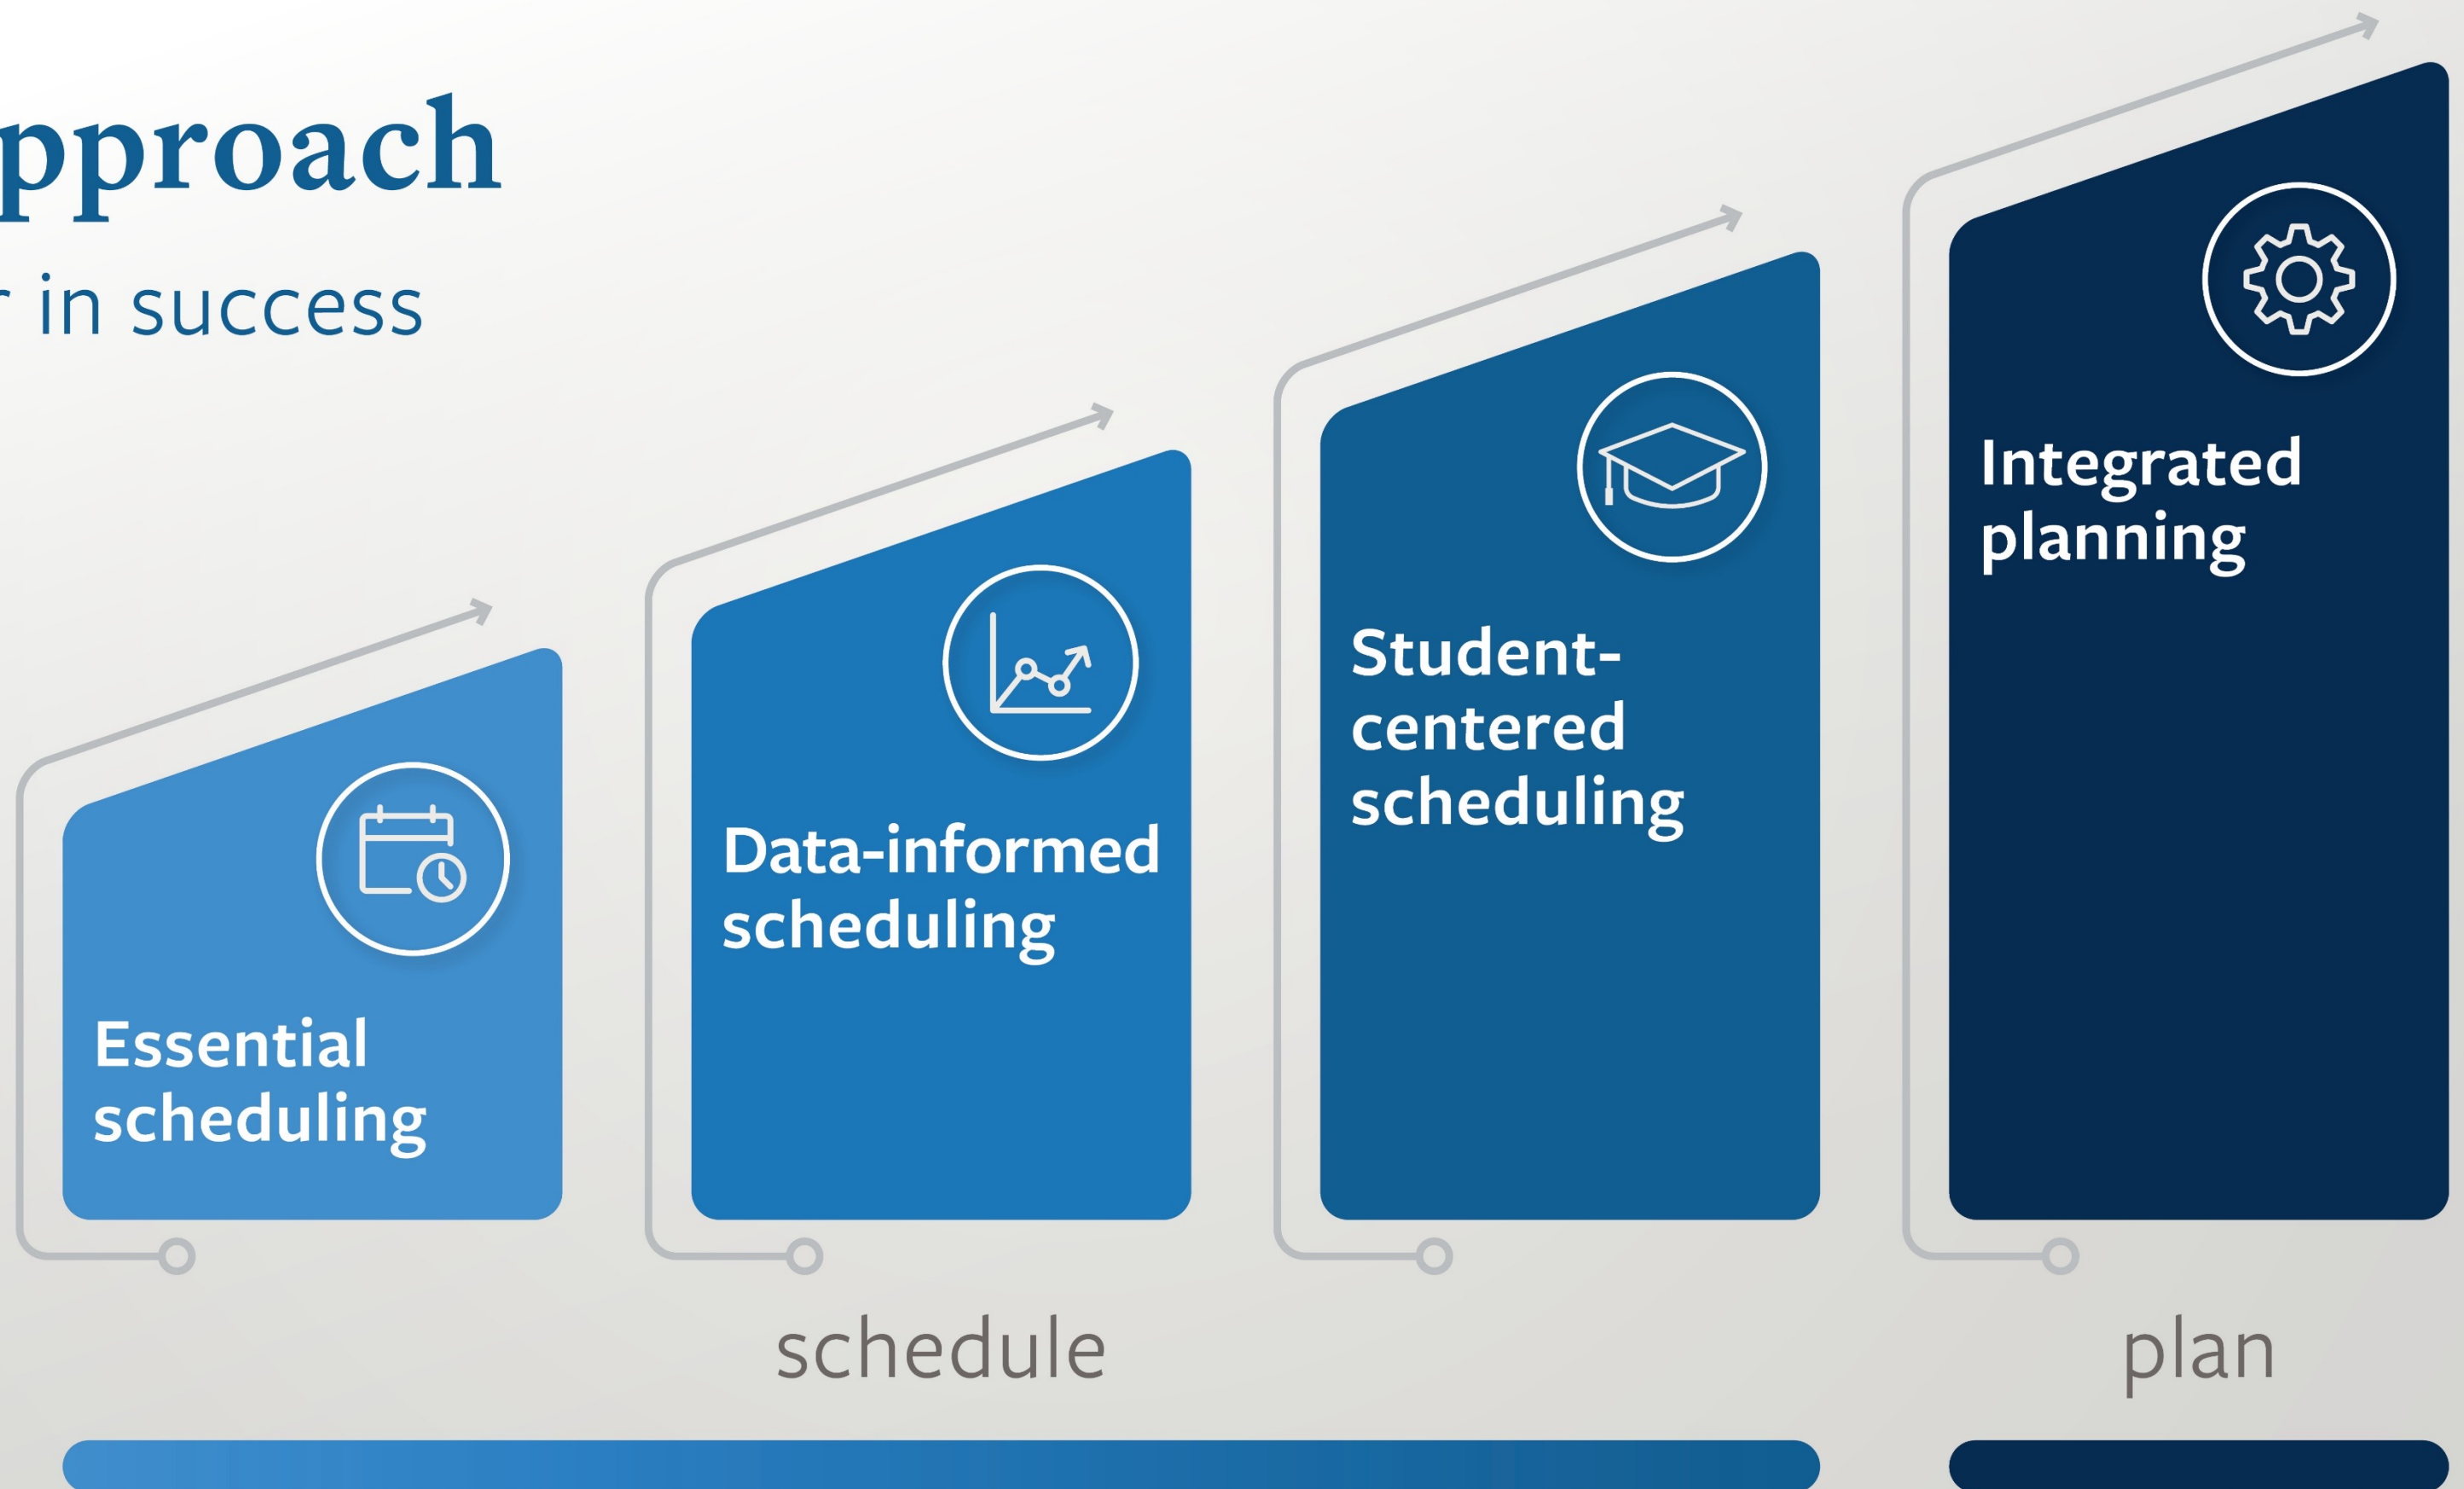 pproach
in success
Essential
scheduling
Data-informed
scheduling
Student-
centered
scheduling
Integrated
planning
schedule
plan